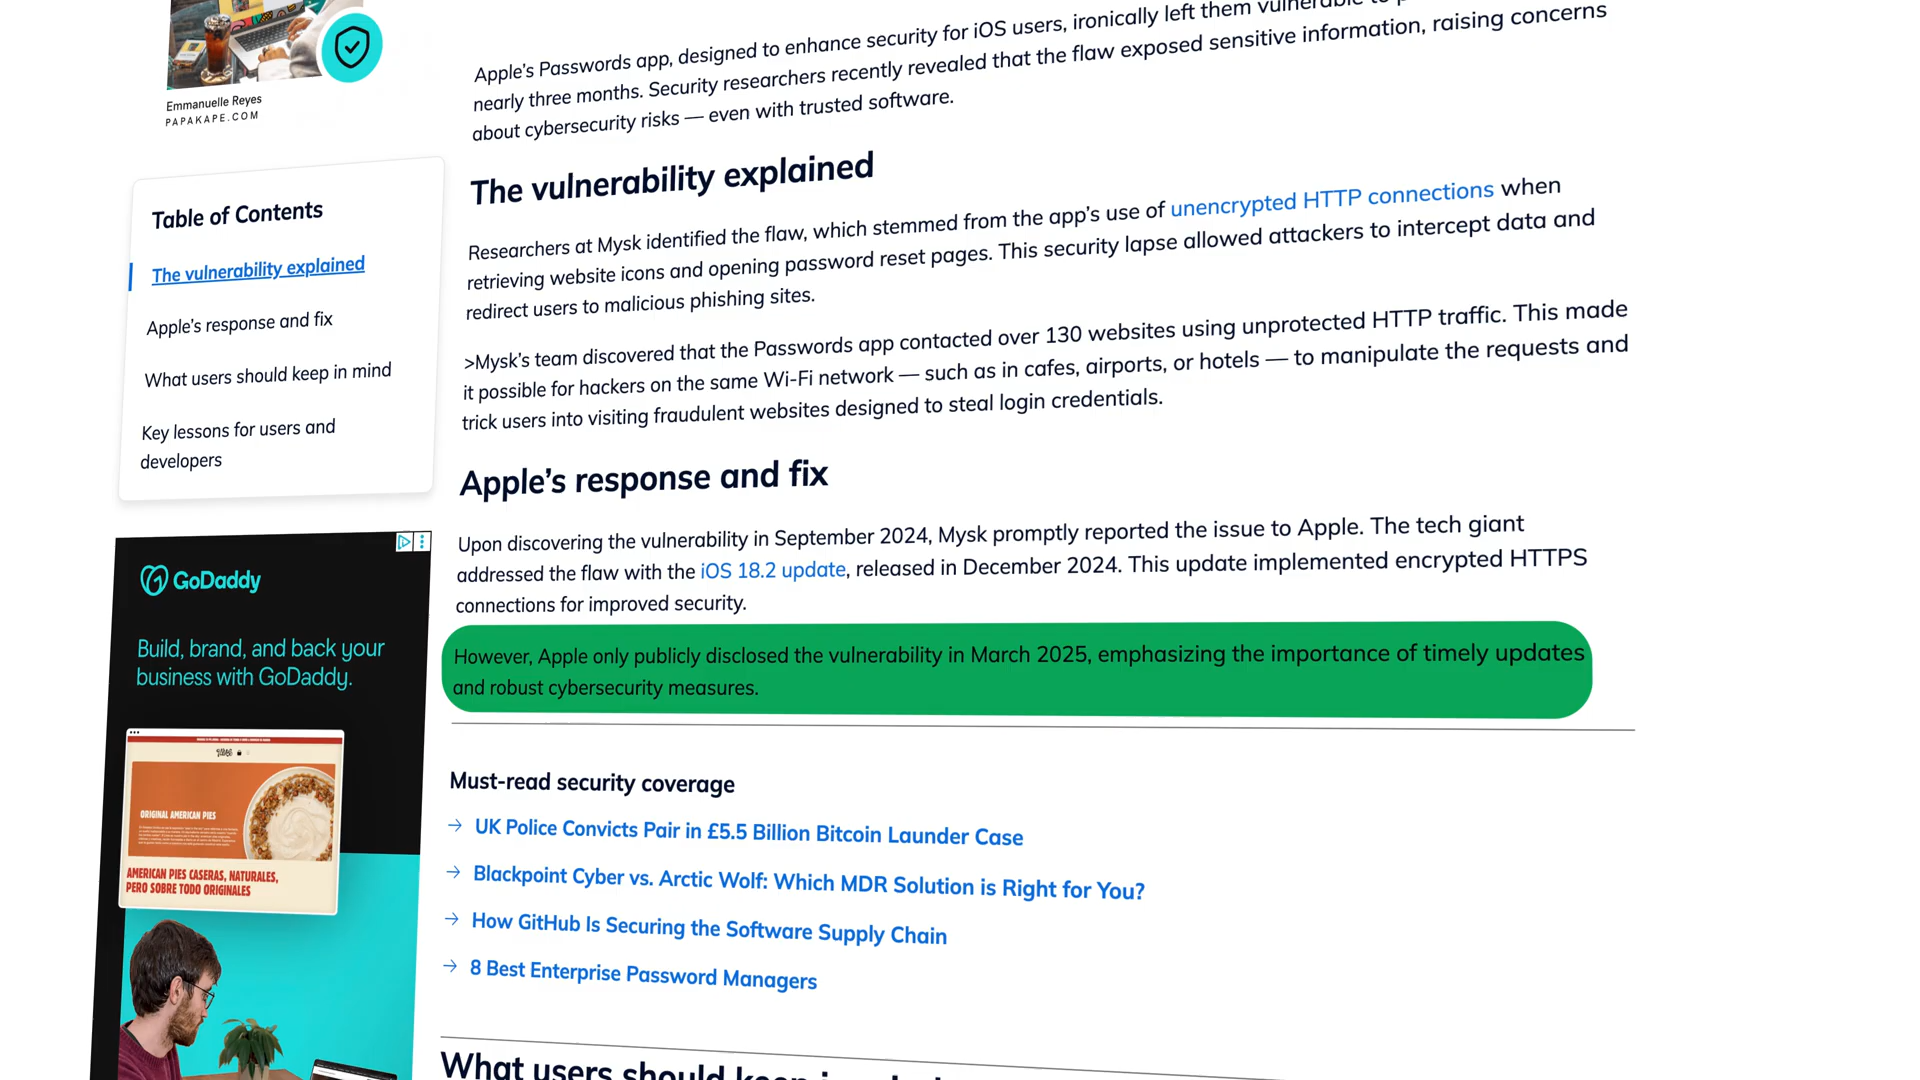 Apple's Passwords app, designed to enhance security for iOS users, ironically left them vulnerable to
nearly three months. Security researchers recently revealed that the flaw exposed sensitive information, raising concerns
about cybersecurity risks — even with trusted software.
Emmanuelle Reyes
PAPAKAPE.COM
Table of Contents
The vulnerability explained
Apple's response and fix
What users should keep in mind
Key lessons for users and
developers
The vulnerability explained
Researchers at Mysk identified the flaw, which stemmed from the app's use of unencrypted HTTP connections when
retrieving website icons and opening password reset pages. This security lapse allowed attackers to intercept data and
redirect users to malicious phishing sites.
>Mysk's team discovered that the Passwords app contacted over 130 websites using unprotected HTTP traffic. This made
it possible for hackers on the same Wi-Fi network — such as in cafes, airports, or hotels — to manipulate the requests and
trick users into visiting fraudulent websites designed to steal login credentials.
Apple's response and fix
Upon discovering the vulnerability in September 2024, Mysk promptly reported the issue to Apple. The tech giant
addressed the flaw with the iOS 18.2 update, released in December 2024. This update implemented encrypted HTTPS
connections for improved security.
However, Apple only publicly disclosed the vulnerability in March 2025, emphasizing the importance of timely updates
and robust cybersecurity measures.
GoDaddy
Build, brand, and back your
business with GoDaddy.
ORIGINAL AMERICAN PIES
AMERICAN PIES CASERAS, NATURALES,
PERO SOBRE TODO ORIGINALES
Must-read security coverage
→ UK Police Convicts Pair in £5.5 Billion Bitcoin Launder Case
→ Blackpoint Cyber vs. Arctic Wolf: Which MDR Solution is Right for You?
→ How GitHub Is Securing the Software Supply Chain
→ 8 Best Enterprise Password Managers
What users should keep in